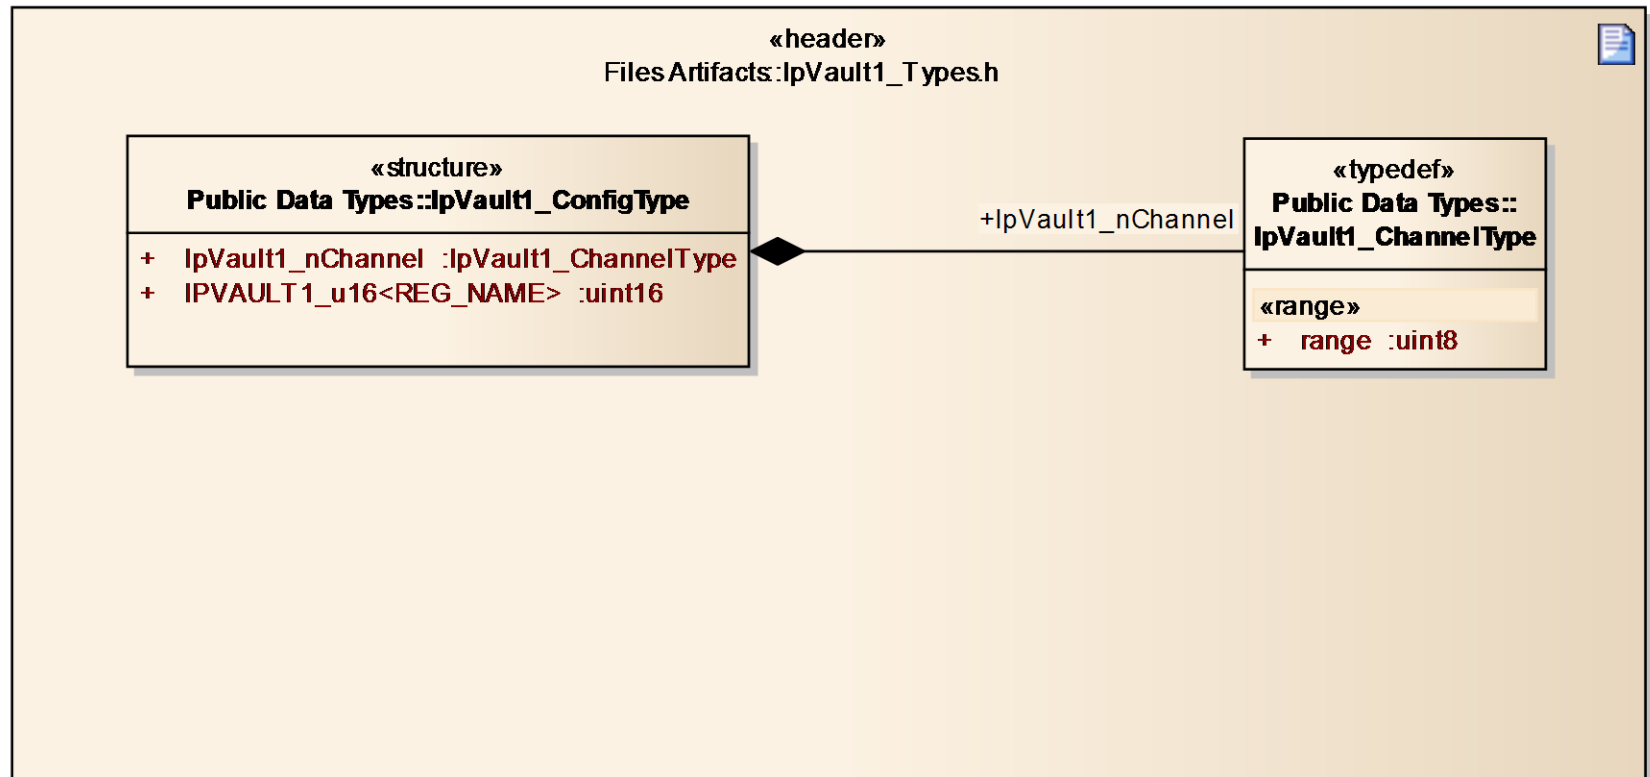 «header»
Files Artifacts::IpVault1_Types.h
«structure»
Public Data Types::IpVault1_ConfigType
+ IpVault1_nChannel :IpVault1_ChannelType
+ IPVAULT1_u16<REG_NAME> :uint16
+IpVault1_nChannel
«typedef»
Public Data Types::
IpVault1_ChannelType
«range»
+ range :uint8